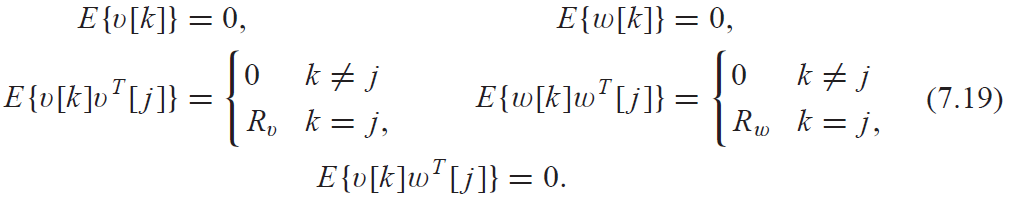 E{v[k]} = 0, E{w[k]} = 0,
E{v[k]v^T[j]} = { 0 k ≠ j R_v k = j, E{w[k]w^T[j]} = { 0 k ≠ j R_w k = j, (7.19)
E{v[k]w^T[j]} = 0.